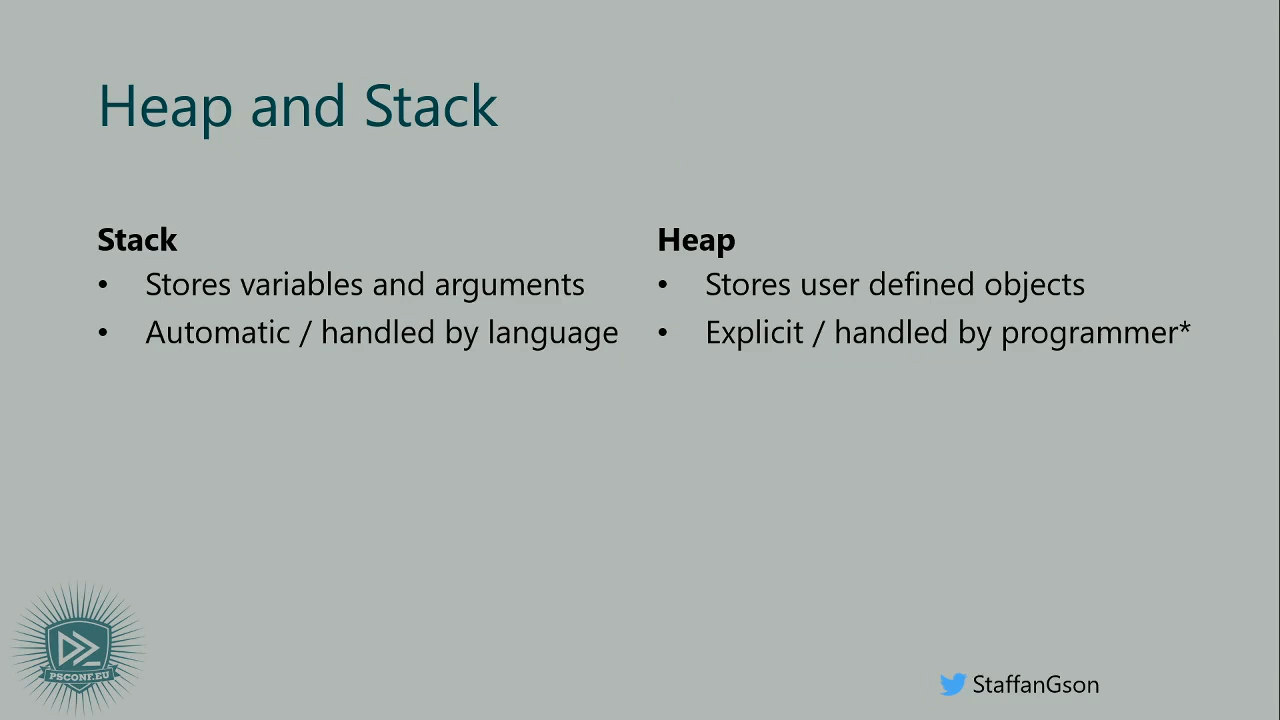 Heap and Stack
Stack
• Stores variables and arguments
• Automatic / handled by language
Heap
• Stores user defined objects
• Explicit / handled by programmer*
PSCONF.EU
StaffanGson